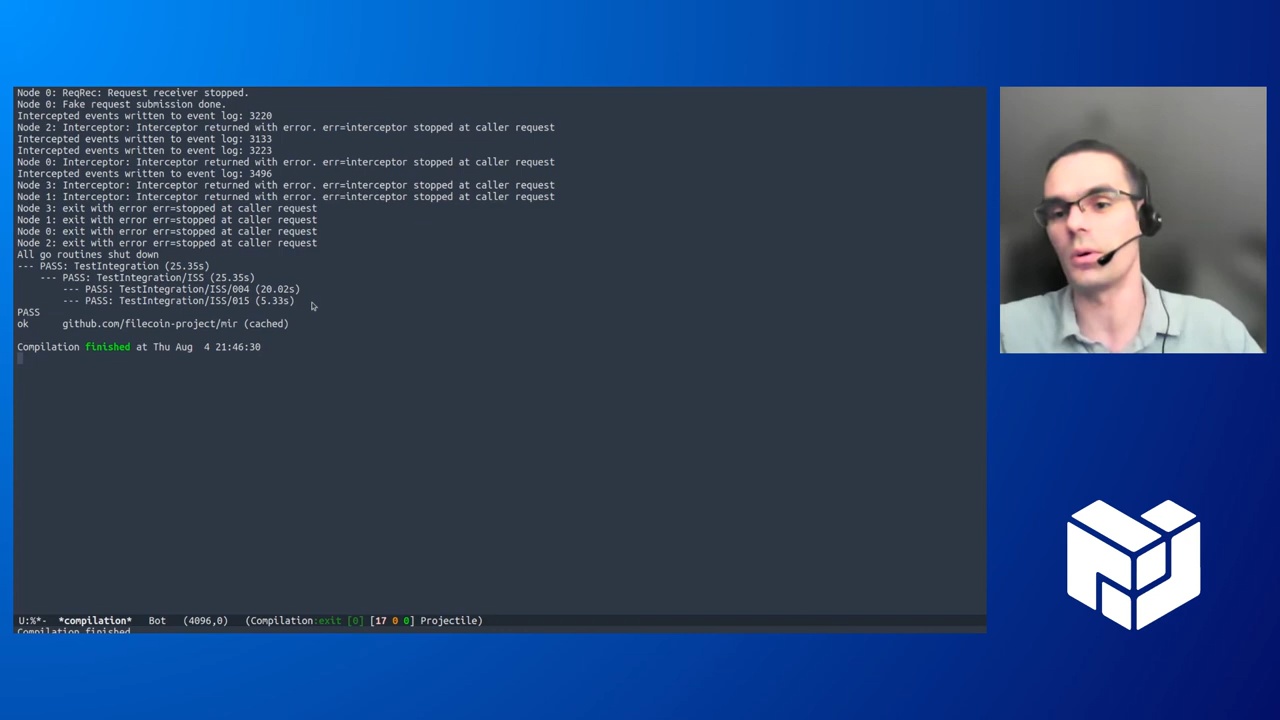 Node 0: ReqRec: Request receiver stopped.
Node 0: Fake request submission done.
Intercepted events written to event log: 3220
Node 2: Interceptor: Interceptor returned with error. err=interceptor stopped at caller request
Intercepted events written to event log: 3133
Intercepted events written to event log: 3223
Node 0: Interceptor: Interceptor returned with error. err=interceptor stopped at caller request
Intercepted events written to event log: 3496
Node 3: Interceptor: Interceptor returned with error. err=interceptor stopped at caller request
Node 1: Interceptor: Interceptor returned with error. err=interceptor stopped at caller request
Node 3: exit with error err=stopped at caller request
Node 1: exit with error err=stopped at caller request
Node 0: exit with error err=stopped at caller request
Node 2: exit with error err=stopped at caller request
All go routines shut down
--- PASS: TestIntegration (25.35s)
    --- PASS: TestIntegration/ISS (25.35s)
        --- PASS: TestIntegration/ISS/004 (20.02s)
        --- PASS: TestIntegration/ISS/015 (5.33s)
PASS
ok      github.com/filecoin-project/mir (cached)
Compilation finished at Thu Aug  4 21:46:30
U:%*-  *compilation*   Bot   (4096,0)   (Compilation:exit [0] [17 0 0] Projectile)
Compilation finished